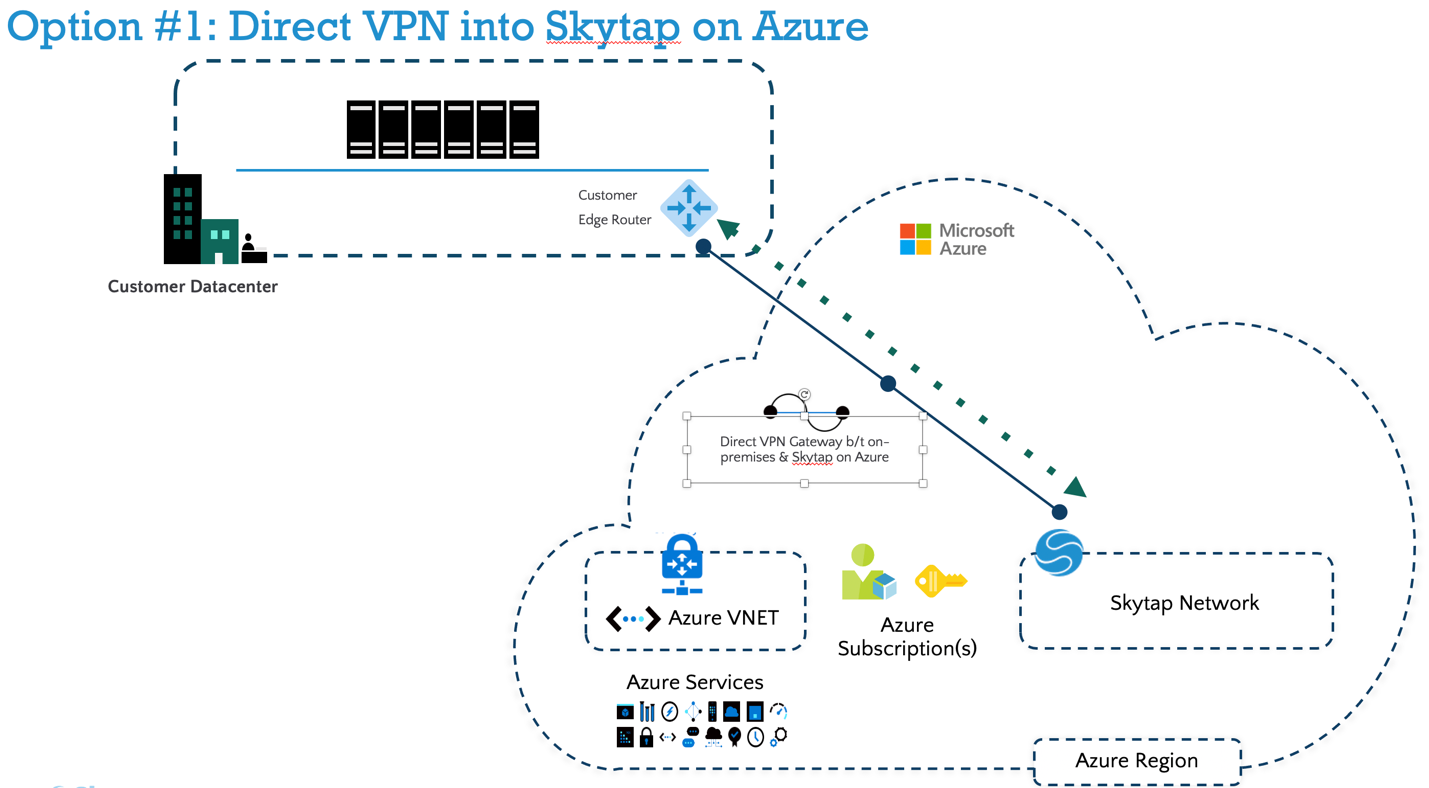 Option #1: Direct VPN into Skytap on Azure
Customer
Edge Router
Microsoft
Azure
Customer Datacenter
Direct VPN Gateway b/t on-
premises & Skytap on Azure
Azure VNET
Azure
Subscription(s)
Skytap Network
Azure Services
Azure Region